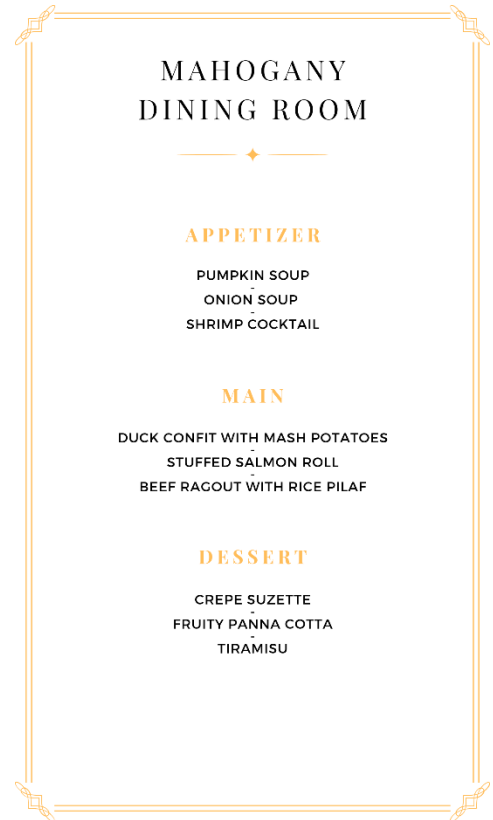 MAHOGANY
DINING ROOM
APPETIZER
PUMPKIN SOUP
-
ONION SOUP
-
SHRIMP COCKTAIL
MAIN
DUCK CONFIT WITH MASH POTATOES
-
STUFFED SALMON ROLL
-
BEEF RAGOUT WITH RICE PILAF
DESSERT
CREPE SUZETTE
-
FRUITY PANNA COTTA
-
TIRAMISU